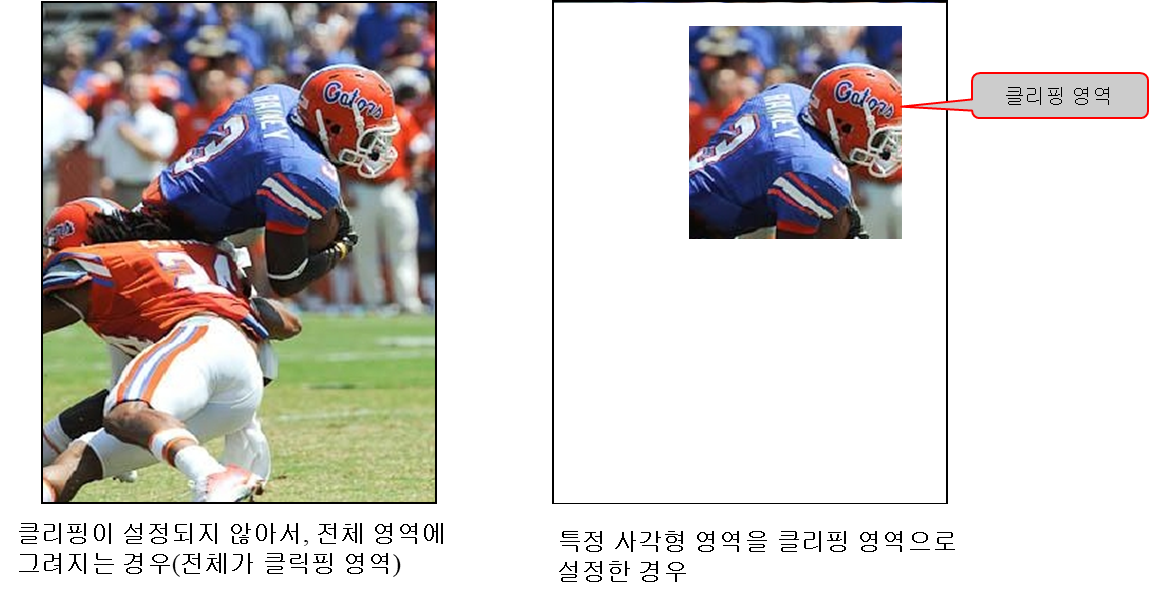 Gators
RAINEY
3
클리핑 영역
클리핑이 설정되지 않아서, 전체 영역에
그려지는 경우(전체가 클릭핑 영역)
특정 사각형 영역을 클리핑 영역으로
설정한 경우